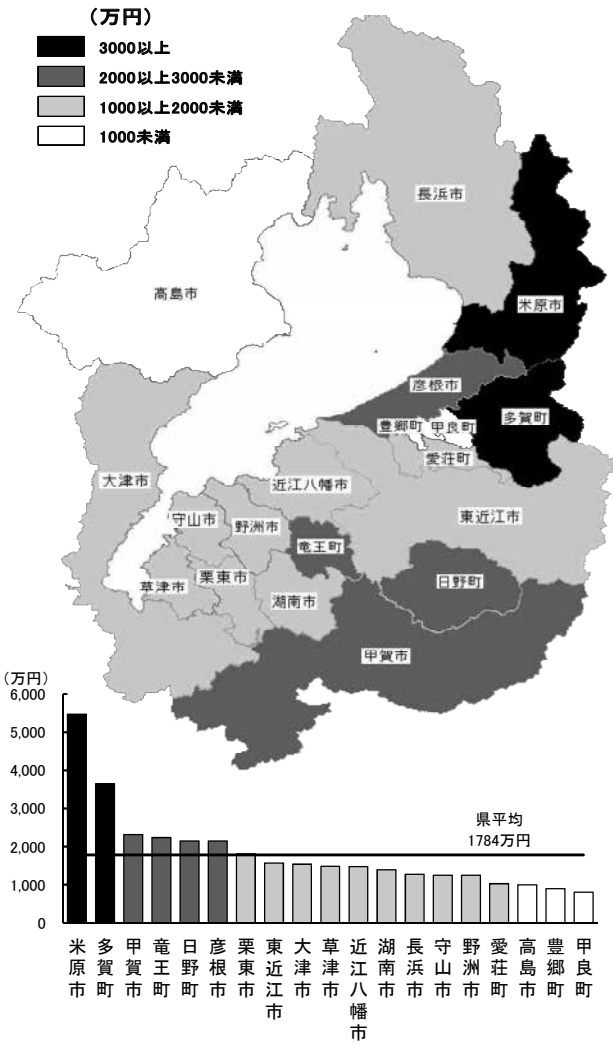 (万円)
3000以上
2000以上3000未満
1000以上2000未満
1000未満
長浜市
高島市
米原市
彦根市
多賀町
豊郷町
甲良町
愛荘町
大津市
近江八幡市
東近江市
守山市
野洲市
竜王町
栗東市
草津市
日野町
湖南市
甲賀市
(万円)
6,000
5,000
4,000
3,000
2,000
1,000
0
県平均
1784万円
米原市
多賀町
甲賀市
竜王町
日野町
彦根市
栗東市
東近江市
大津市
草津市
近江八幡市
湖南市
長浜市
守山市
野洲市
愛荘町
高島市
豊郷町
甲良町